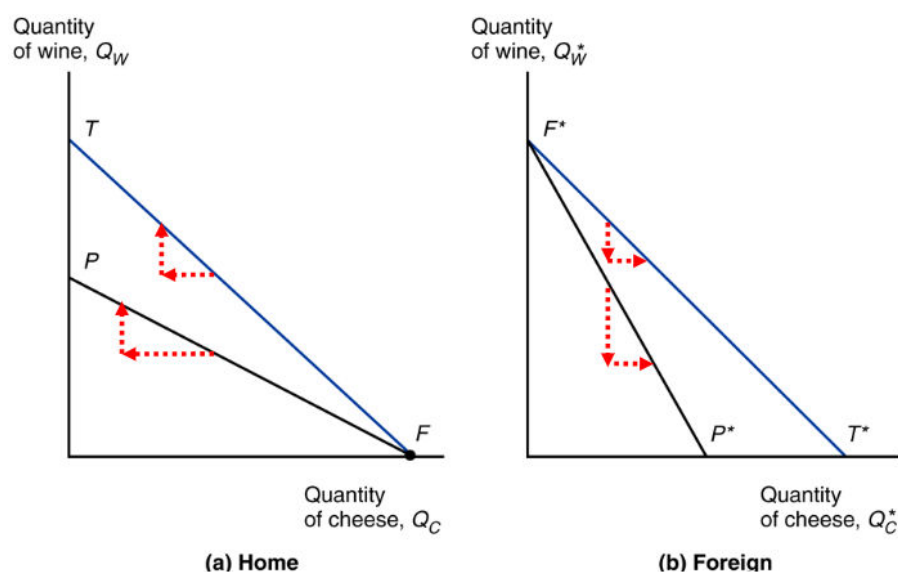 Quantity
of wine, Q_W
T
P
F
Quantity
of cheese, Q_C
(a) Home
Quantity
of wine, Q*_W
F*
P*
T*
Quantity
of cheese, Q*_C
(b) Foreign